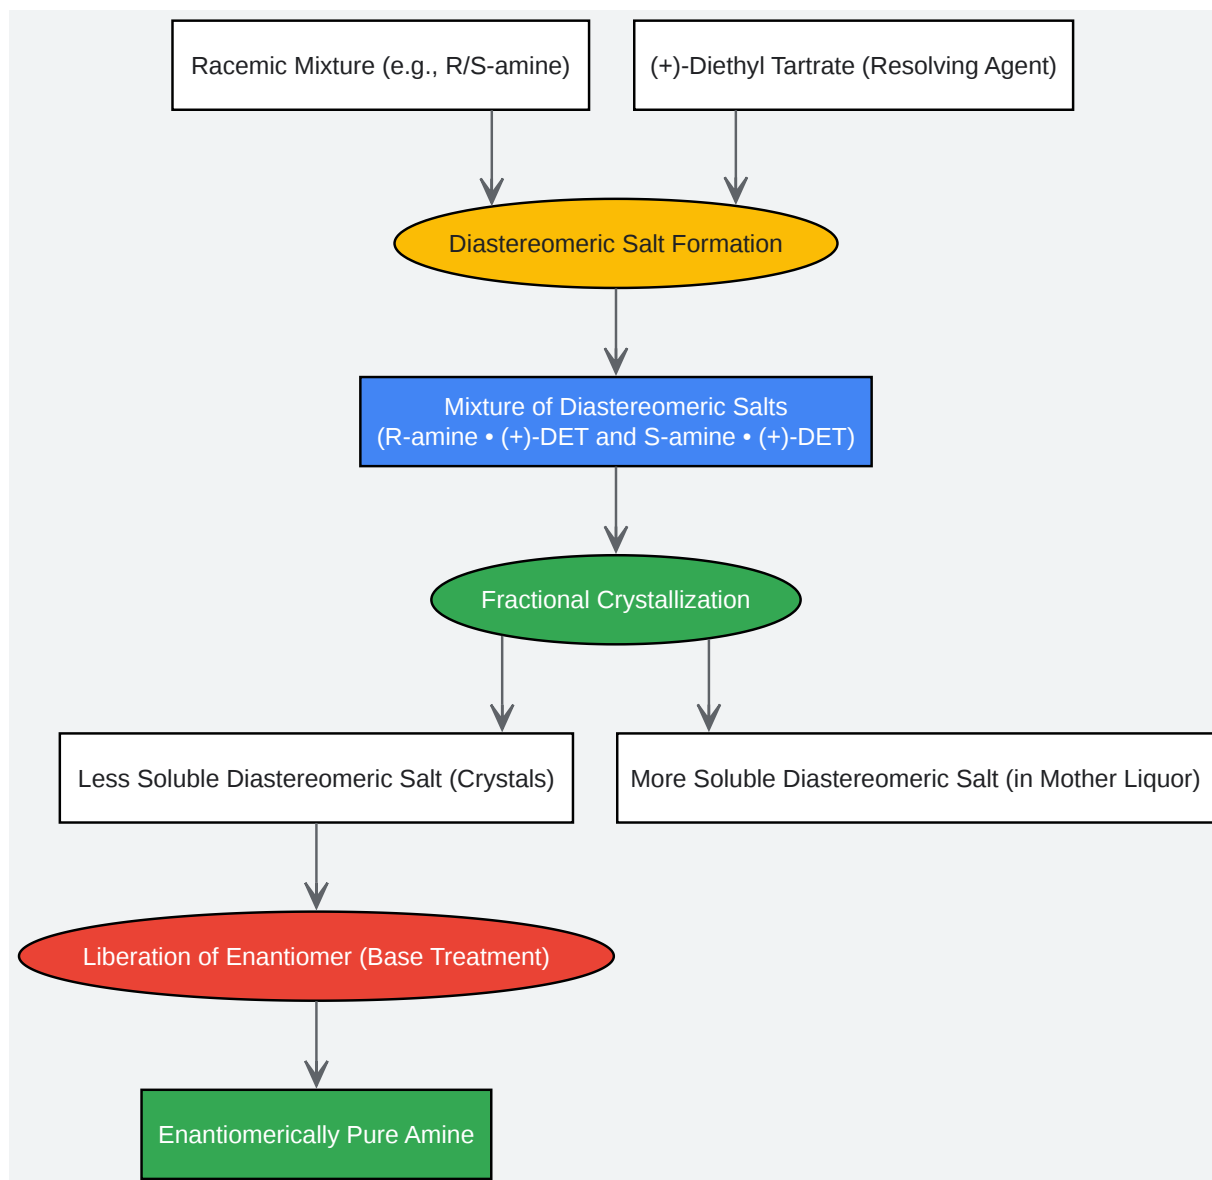 Racemic Mixture (e.g., R/S-amine)
(+)-Diethyl Tartrate (Resolving Agent)
Diastereomeric Salt Formation
Mixture of Diastereomeric Salts
(R-amine • (+)-DET and S-amine • (+)-DET)
Fractional Crystallization
Less Soluble Diastereomeric Salt (Crystals)
More Soluble Diastereomeric Salt (in Mother Liquor)
Liberation of Enantiomer (Base Treatment)
Enantiomerically Pure Amine